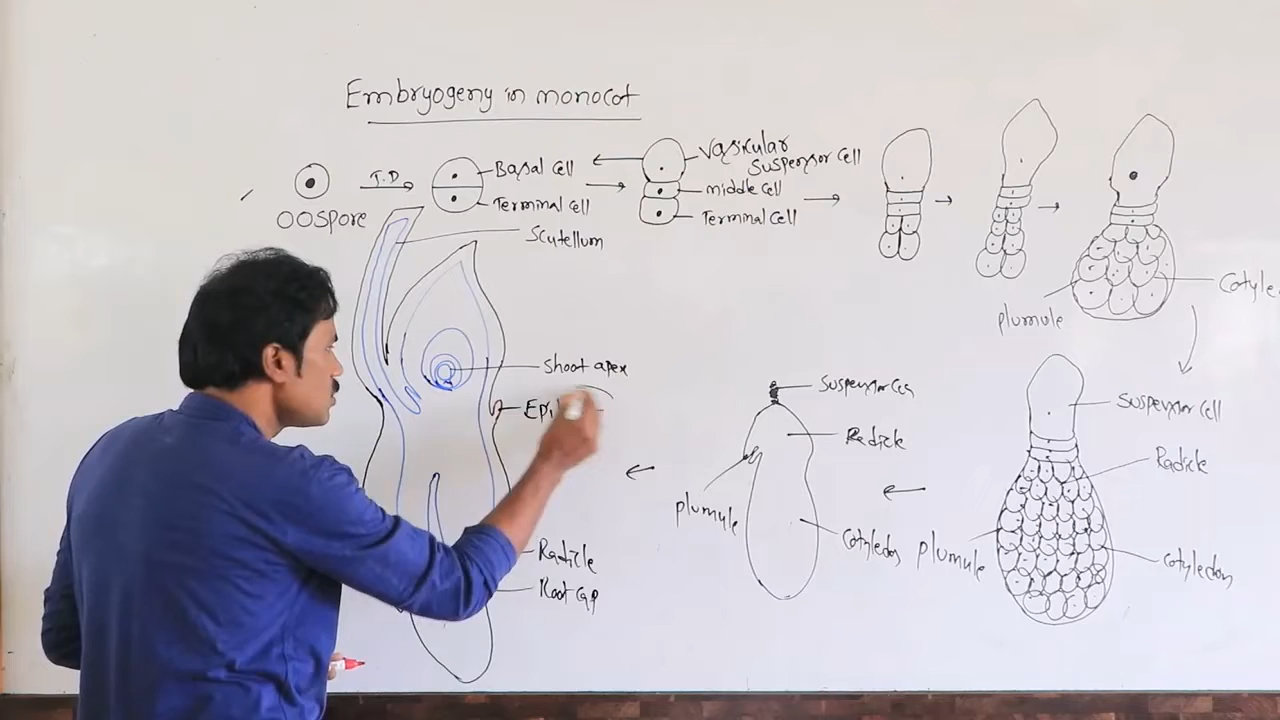 Embryogeny in monocot
OOSPORE
T.D
Basal cell
Terminal cell
Vasicular
suspensor cell
middle cell
Terminal cell
plumule
Cotyle
Scutellum
Shoot apex
Radicle
Root cap
Suspensor cells
Radicle
plumule
Cotyledon
Suspensor cell
Radicle
plumule
cotyledon